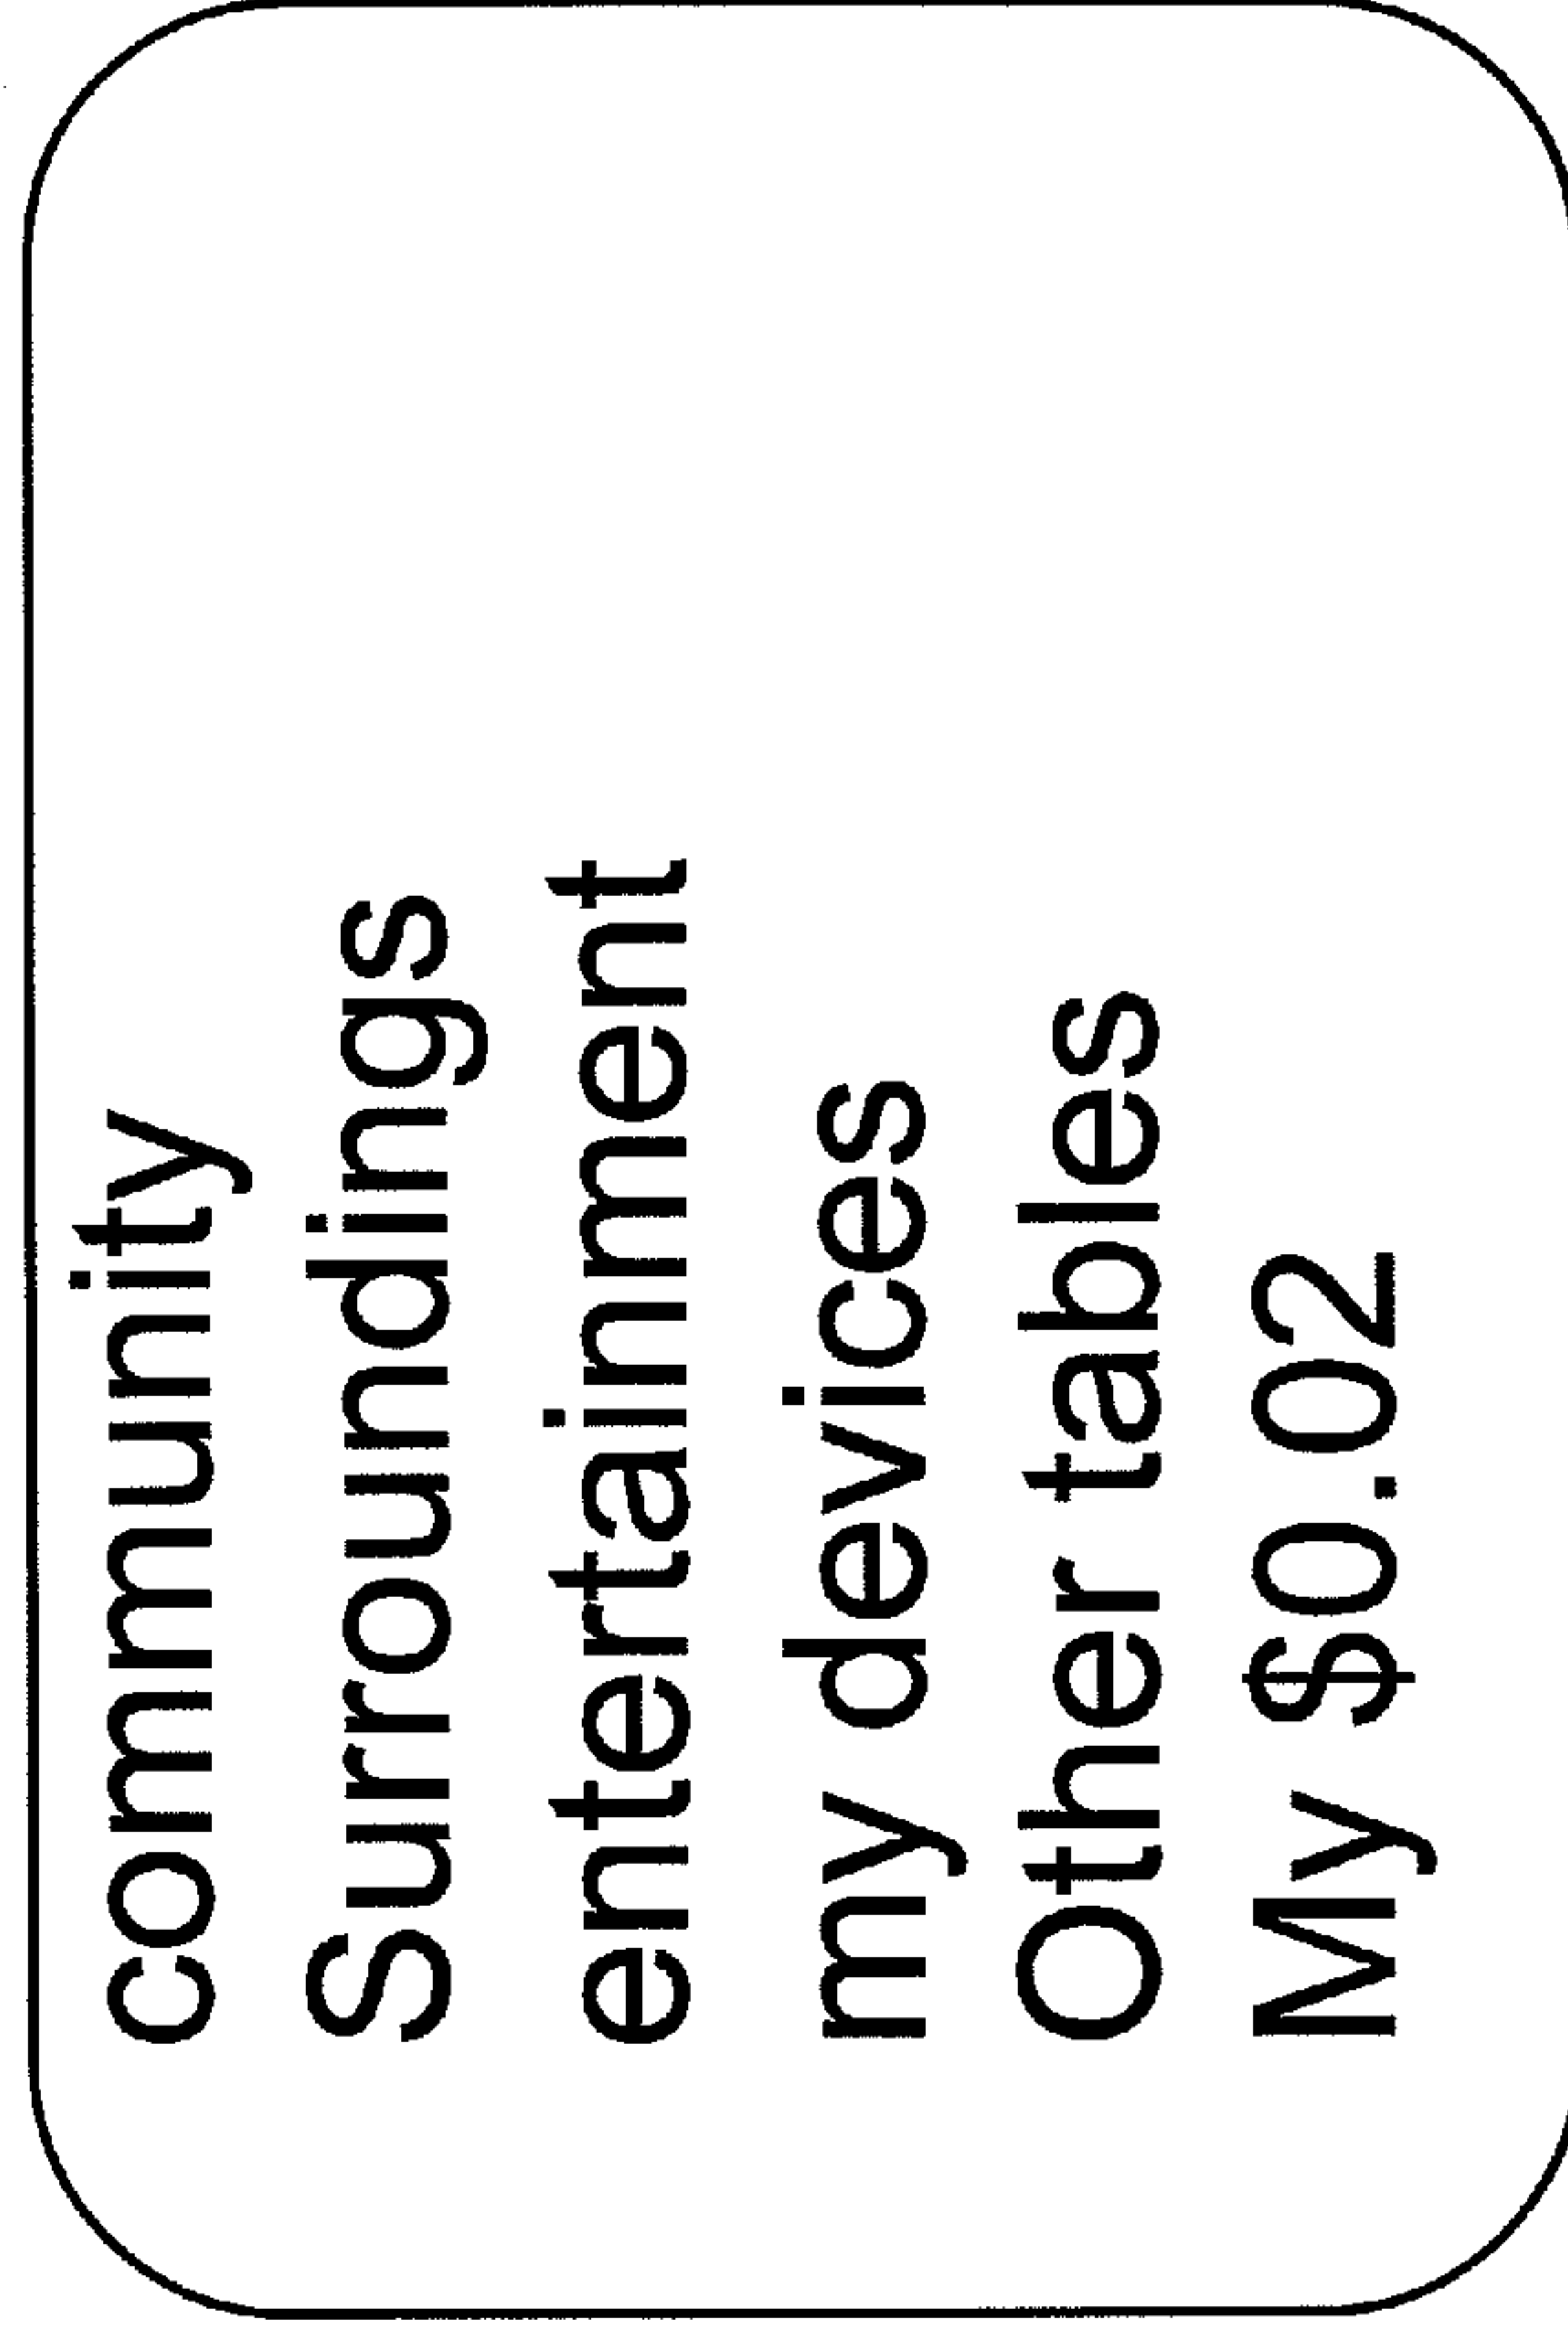 community
Surroundings
entertainment
my devices
Other tables
My $0.02